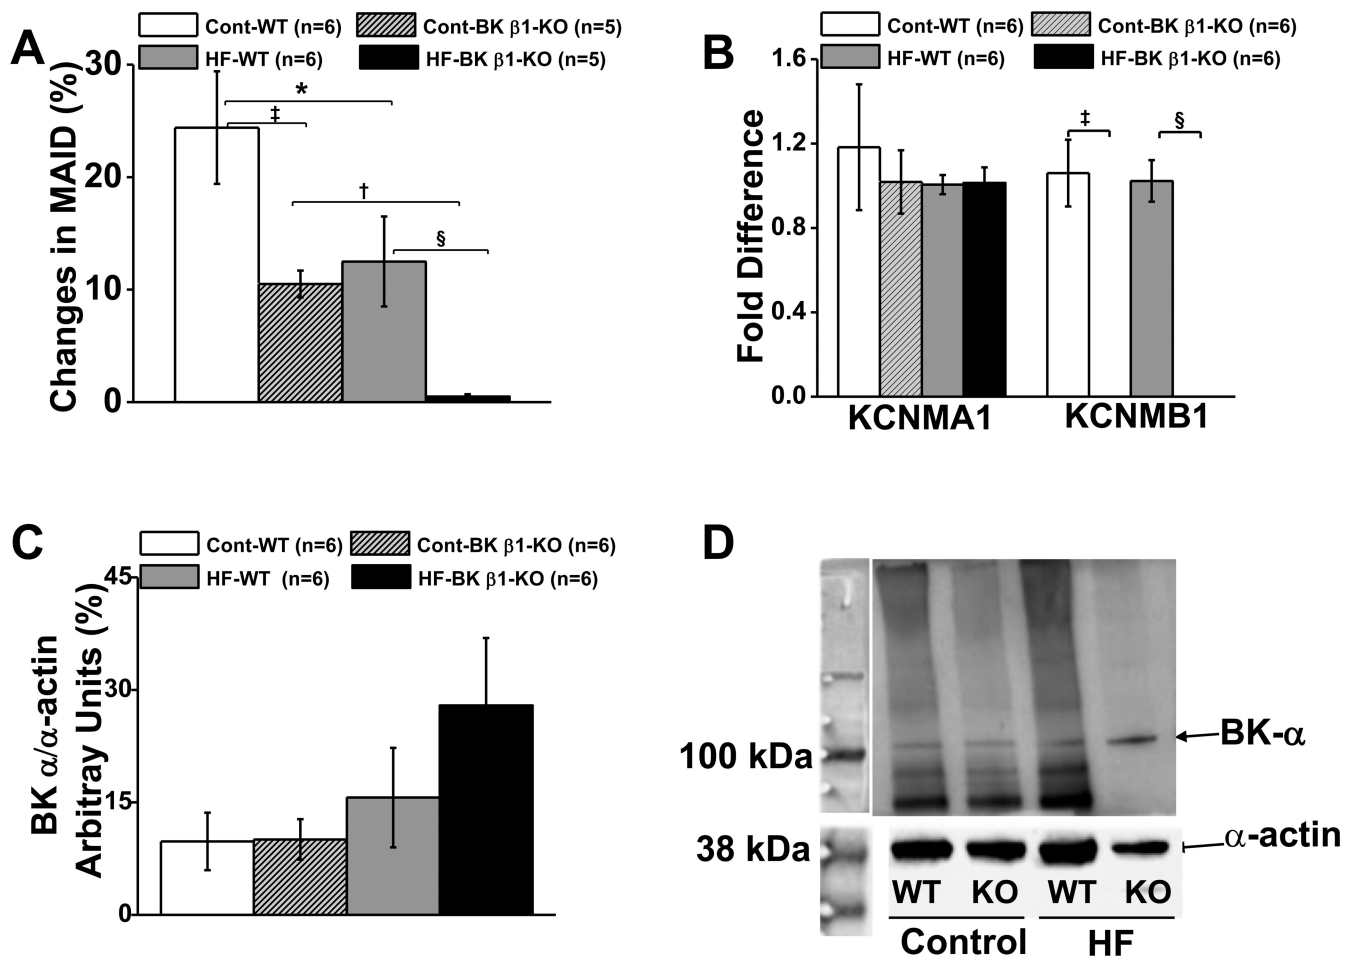 A
Cont-WT (n=6)
Cont-BK β1-KO (n=5)
HF-WT (n=6)
HF-BK β1-KO (n=5)
Changes in MAID (%)
30
20
10
0
*
‡
†
§
B
Cont-WT (n=6)
Cont-BK β1-KO (n=6)
HF-WT (n=6)
HF-BK β1-KO (n=6)
Fold Difference
1.6
1.2
0.8
0.4
0.0
‡
§
KCNMA1
KCNMB1
C
Cont-WT (n=6)
Cont-BK β1-KO (n=6)
HF-WT (n=6)
HF-BK β1-KO (n=6)
BK α/α-actin
Arbitray Units (%)
45
30
15
0
D
100 kDa
BK-α
38 kDa
α-actin
WT KO WT KO
Control HF